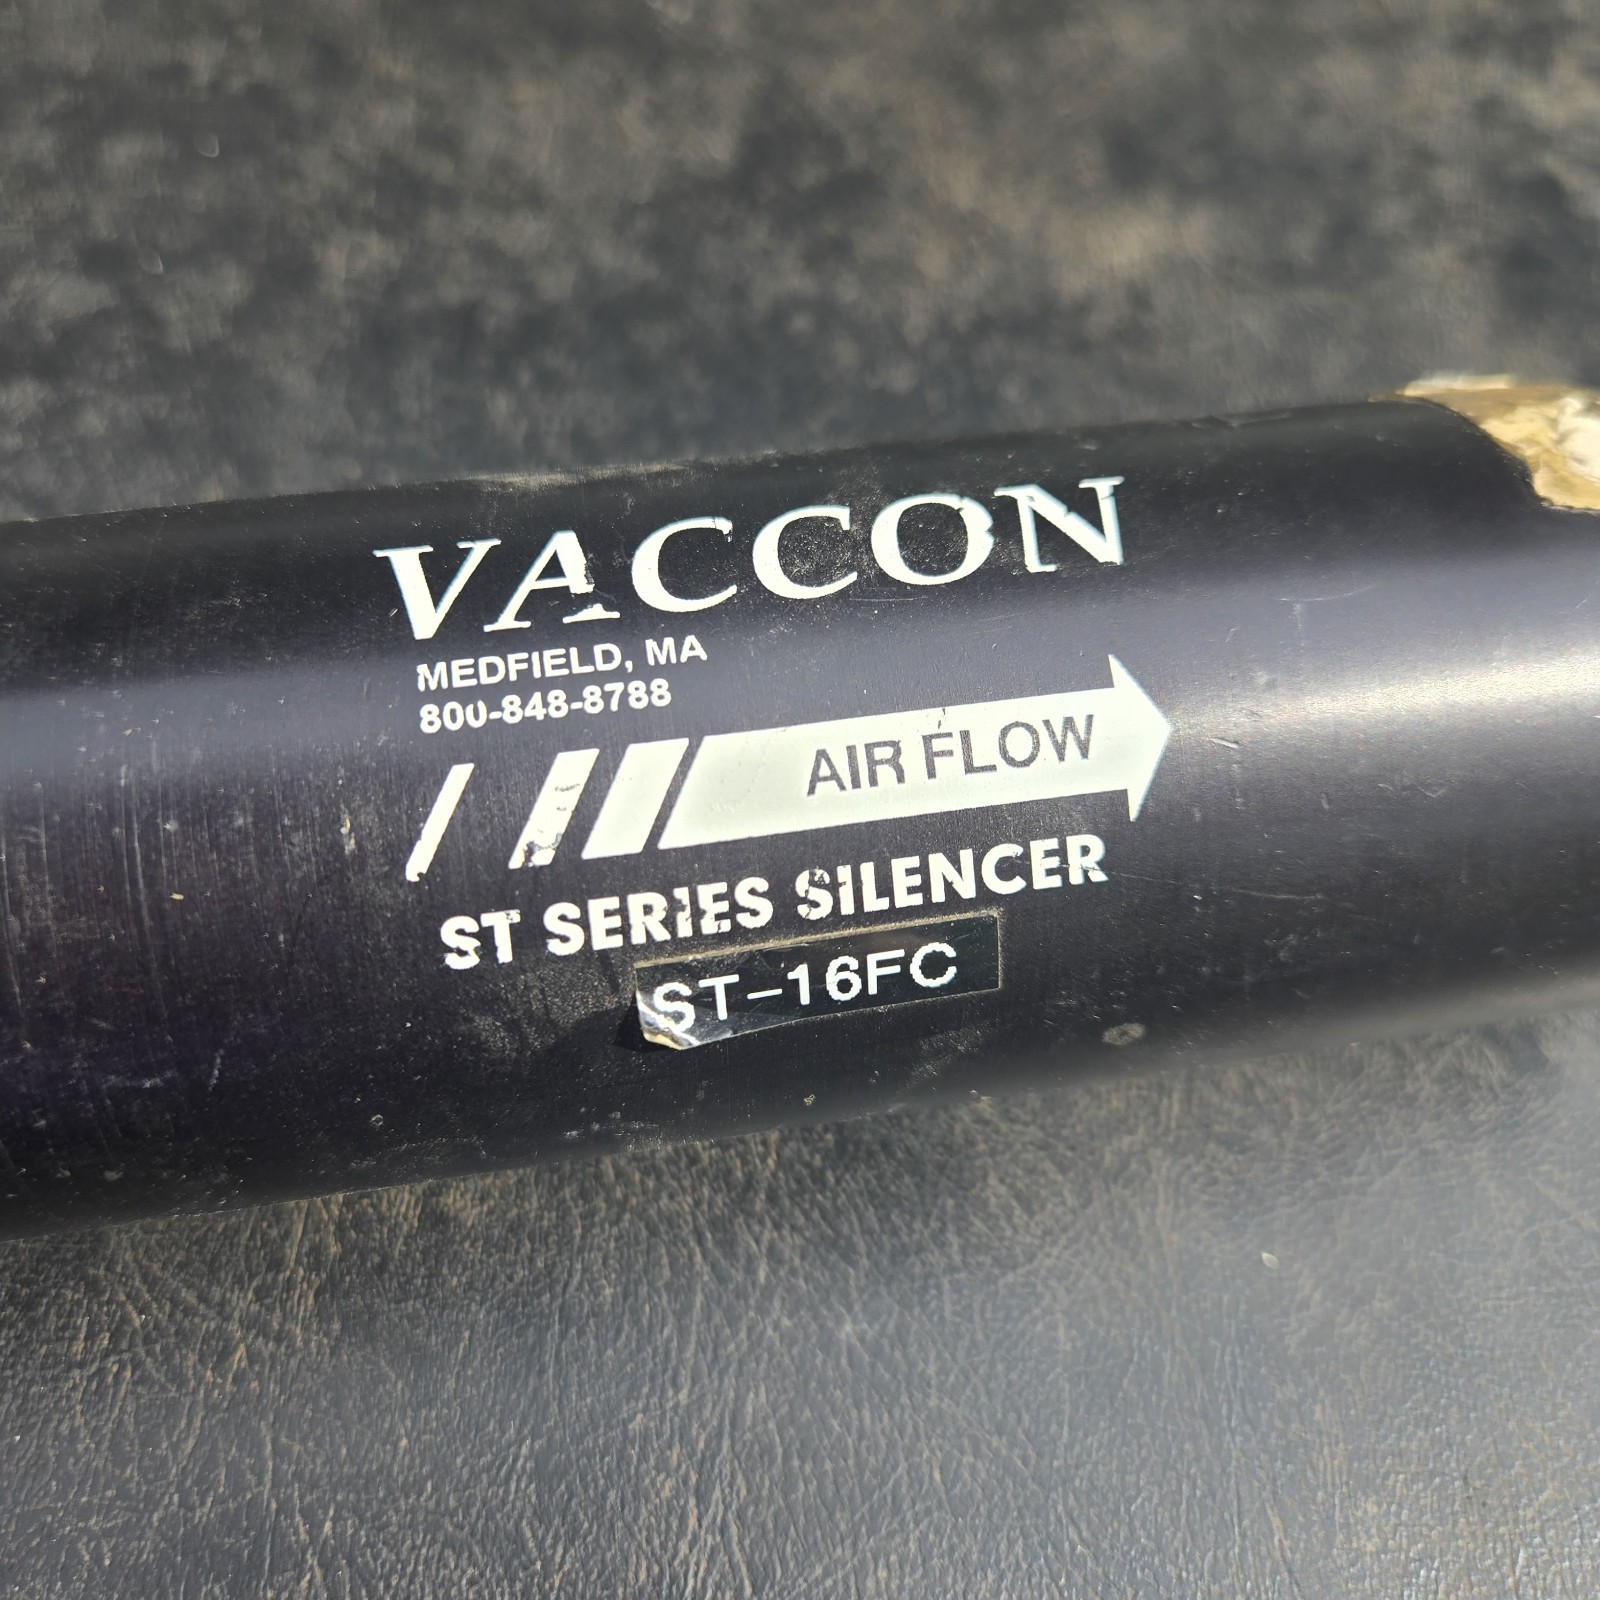 VACCON
MEDFIELD, MA
800-848-8788
AIR FLOW
ST SERIES SILENCER
ST-16FC